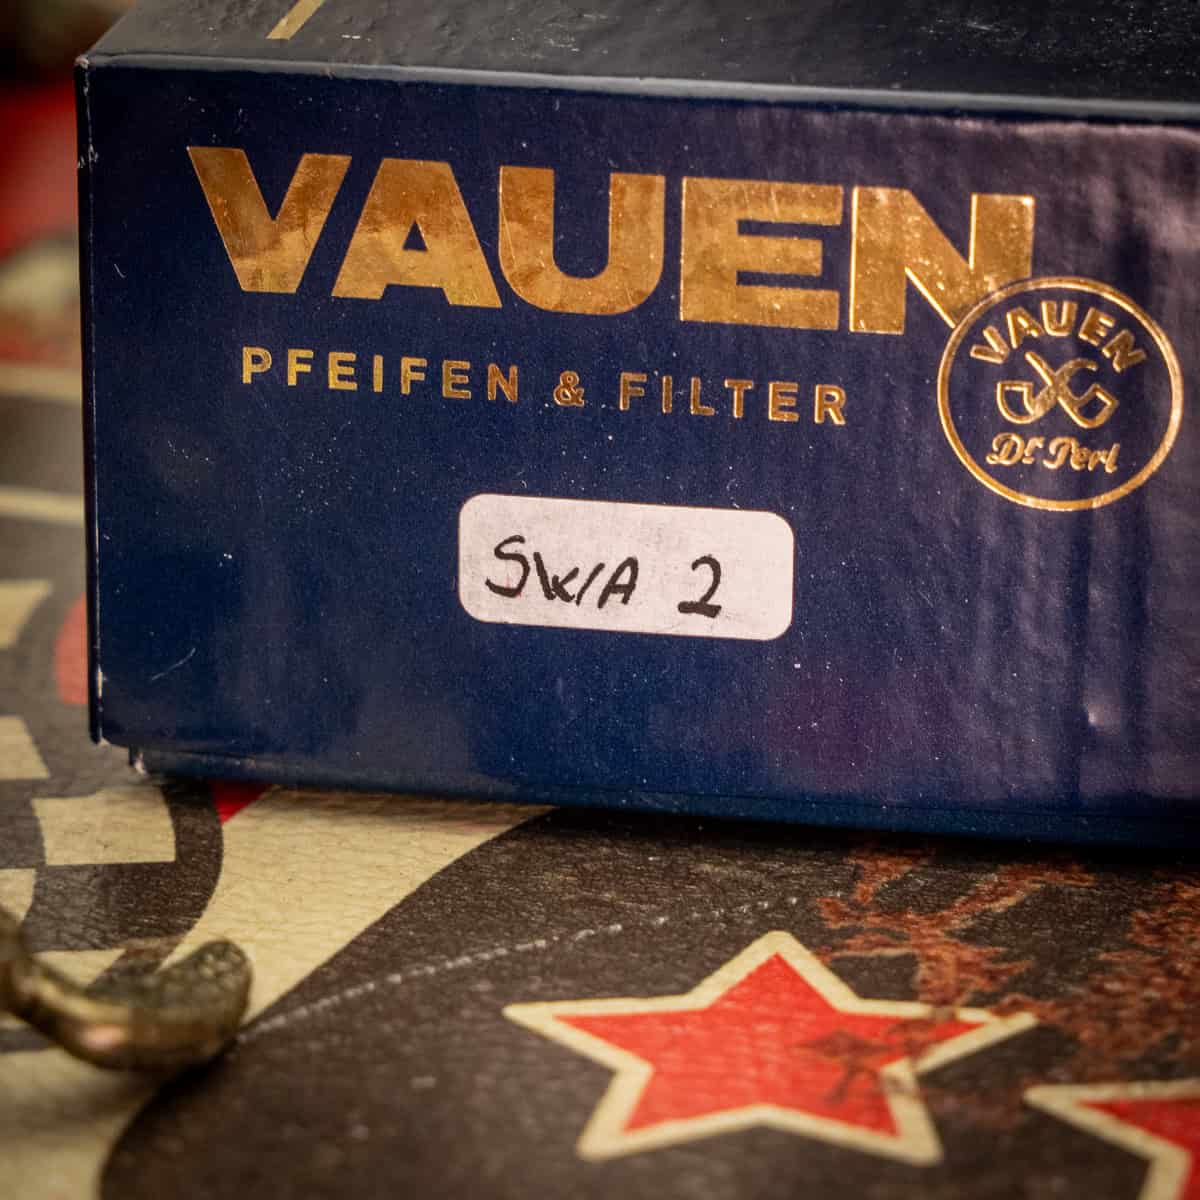 VAUEN
PFEIFEN & FILTER
VAUEN
Dr Perl
SW/A 2